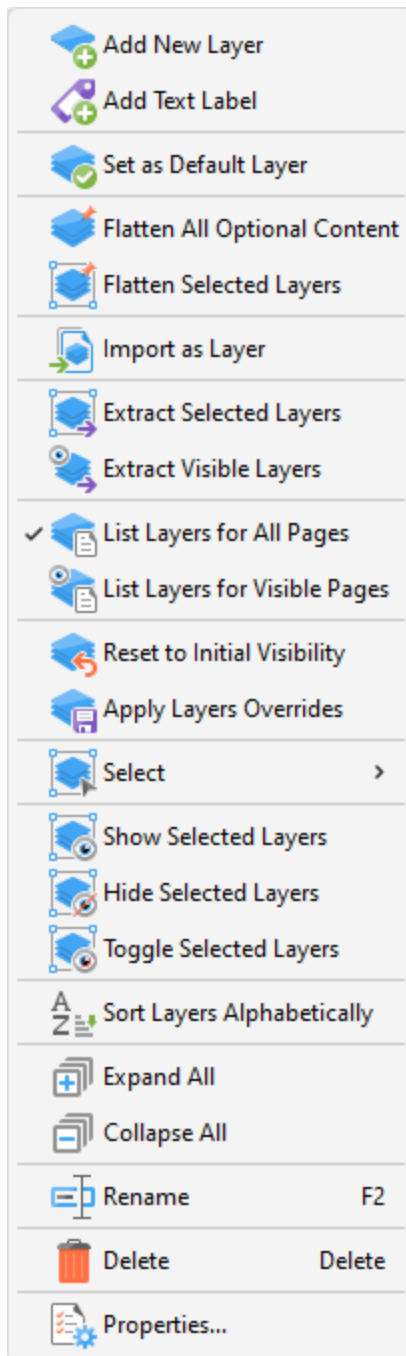 Add New Layer
Add Text Label
Set as Default Layer
Flatten All Optional Content
Flatten Selected Layers
Import as Layer
Extract Selected Layers
Extract Visible Layers
List Layers for All Pages
List Layers for Visible Pages
Reset to Initial Visibility
Apply Layers Overrides
Select
Show Selected Layers
Hide Selected Layers
Toggle Selected Layers
Sort Layers Alphabetically
Expand All
Collapse All
Rename F2
Delete Delete
Properties...